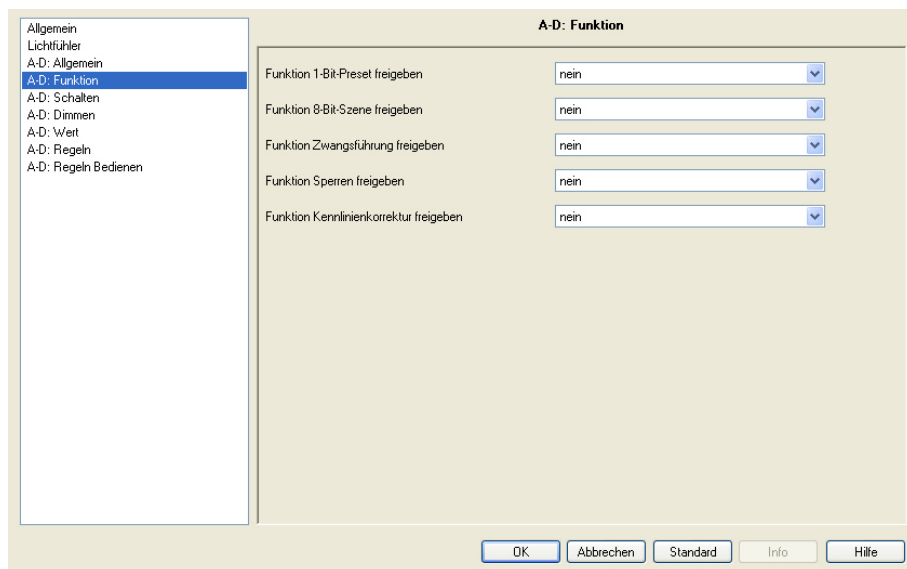 Allgemein
Lichtfühler
A-D: Allgemein
A-D: Funktion
A-D: Schalten
A-D: Dimmen
A-D: Wert
A-D: Regeln
A-D: Regeln Bedienen
A-D: Funktion
Funktion 1-Bit-Preset freigeben nein
Funktion 8-Bit-Szene freigeben nein
Funktion Zwangsführung freigeben nein
Funktion Sperren freigeben nein
Funktion Kennlinienkorrektur freigeben nein
OK Abbrechen Standard Info Hilfe